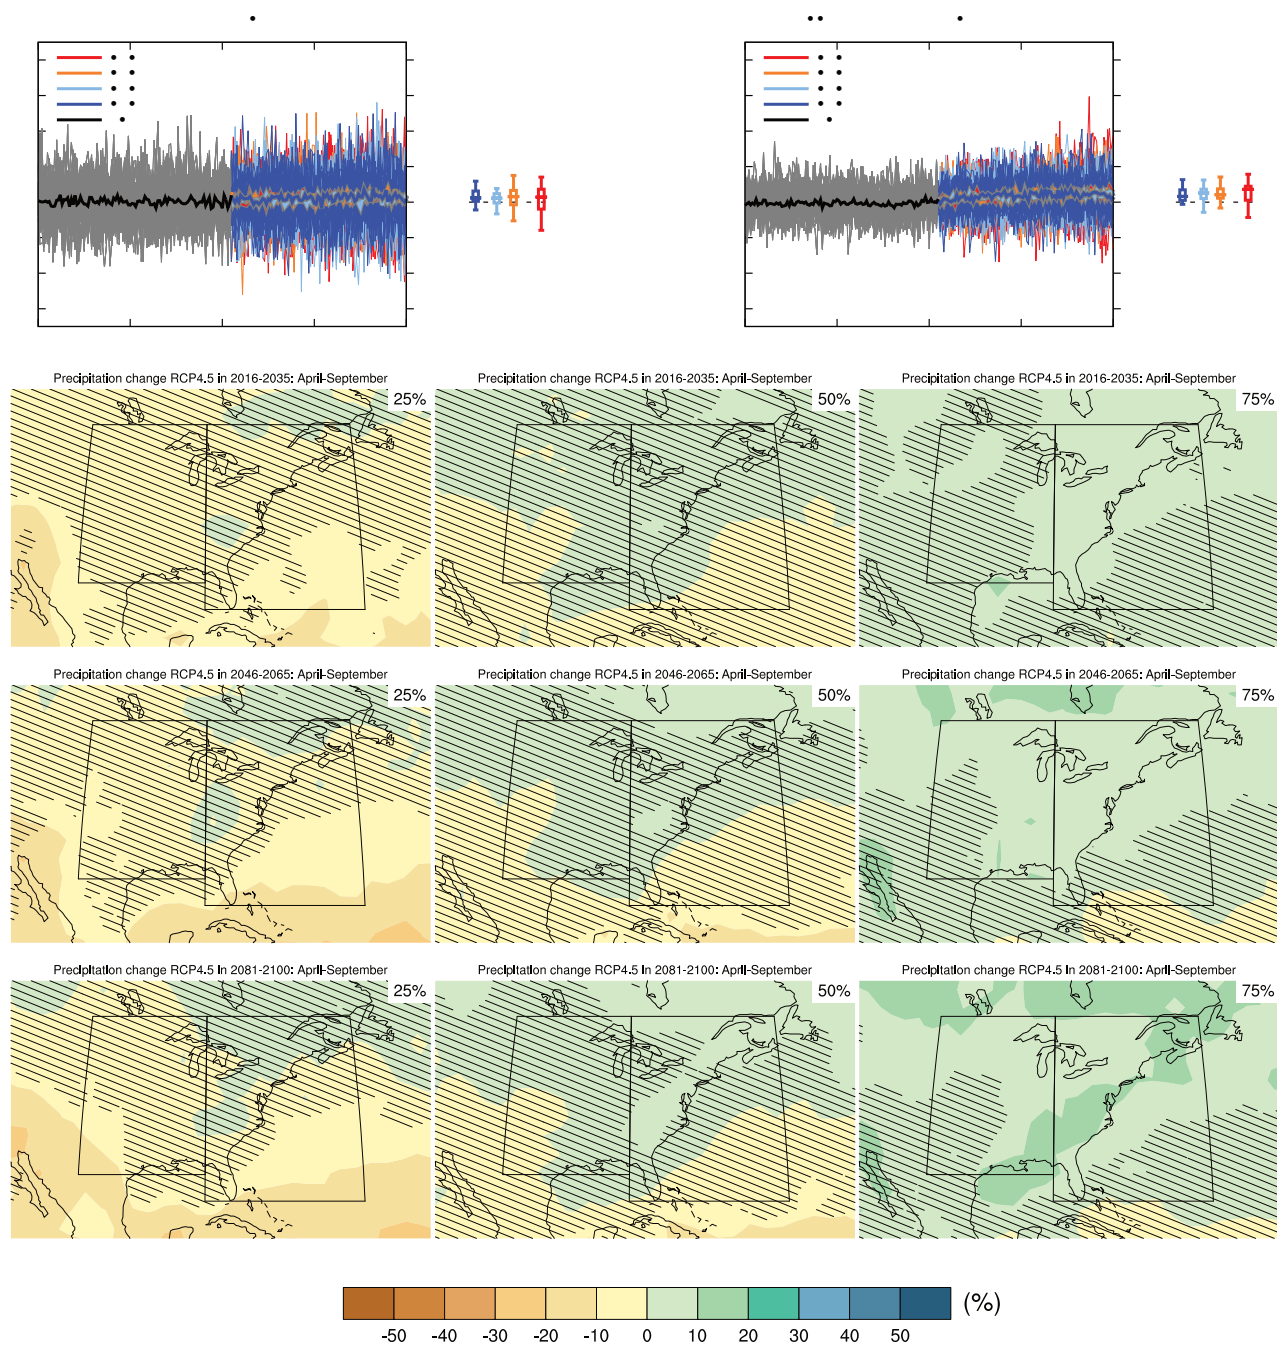 Precipitation change RCP4.5 in 2016-2035: April-September
Precipitation change RCP4.5 in 2016-2035: April-September
Precipitation change RCP4.5 in 2016-2035: April-September
25%
50%
75%
Precipitation change RCP4.5 in 2046-2065: April-September
Precipitation change RCP4.5 in 2046-2065: April-September
Precipitation change RCP4.5 in 2046-2065: April-September
25%
50%
75%
Precipitation change RCP4.5 in 2081-2100: April-September
Precipitation change RCP4.5 in 2081-2100: April-September
Precipitation change RCP4.5 in 2081-2100: April-September
25%
50%
75%
(%)
-50 -40 -30 -20 -10 0 10 20 30 40 50